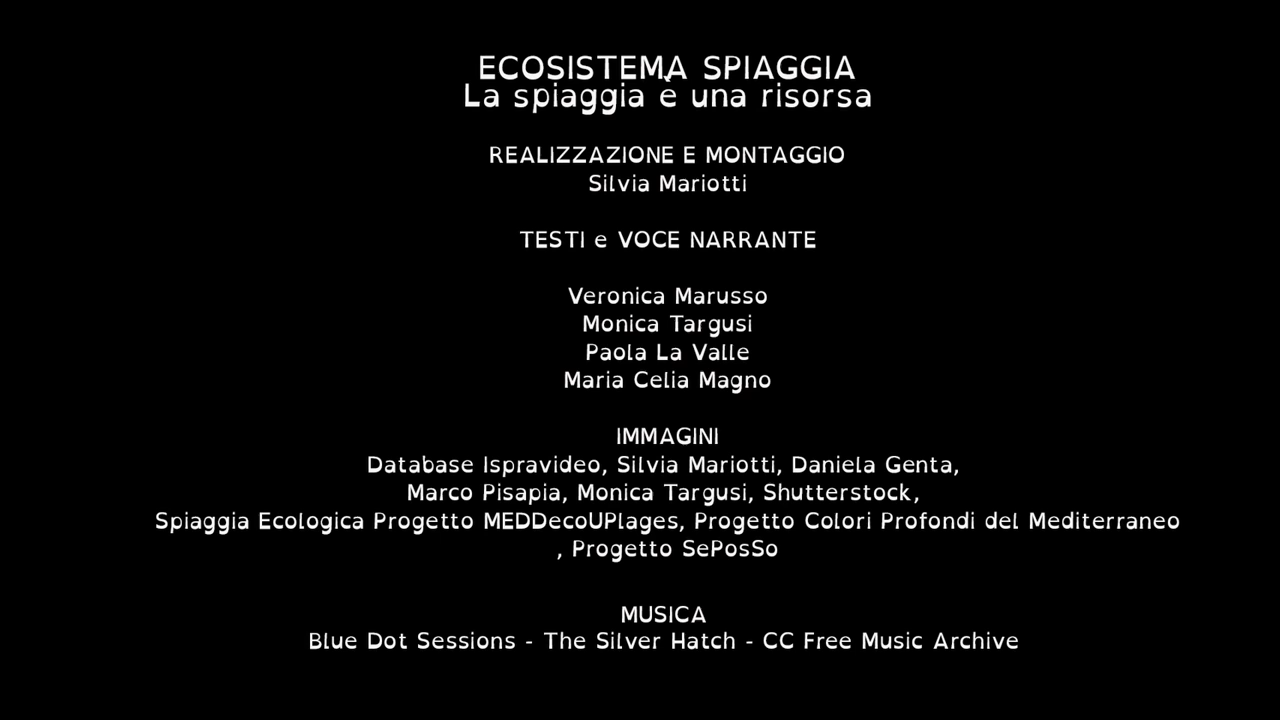 ECOSISTEMA SPIAGGIA
La spiaggia è una risorsa
REALIZZAZIONE E MONTAGGIO
Silvia Mariotti
TESTI e VOCE NARRANTE
Veronica Marusso
Monica Targusi
Paola La Valle
Maria Celia Magno
IMMAGINI
Database Ispravideo, Silvia Mariotti, Daniela Genta,
Marco Pisapia, Monica Targusi, Shutterstock,
Spiaggia Ecologica Progetto MEDDecoUPlages, Progetto Colori Profondi del Mediterraneo
, Progetto SePosSo
MUSICA
Blue Dot Sessions - The Silver Hatch - CC Free Music Archive